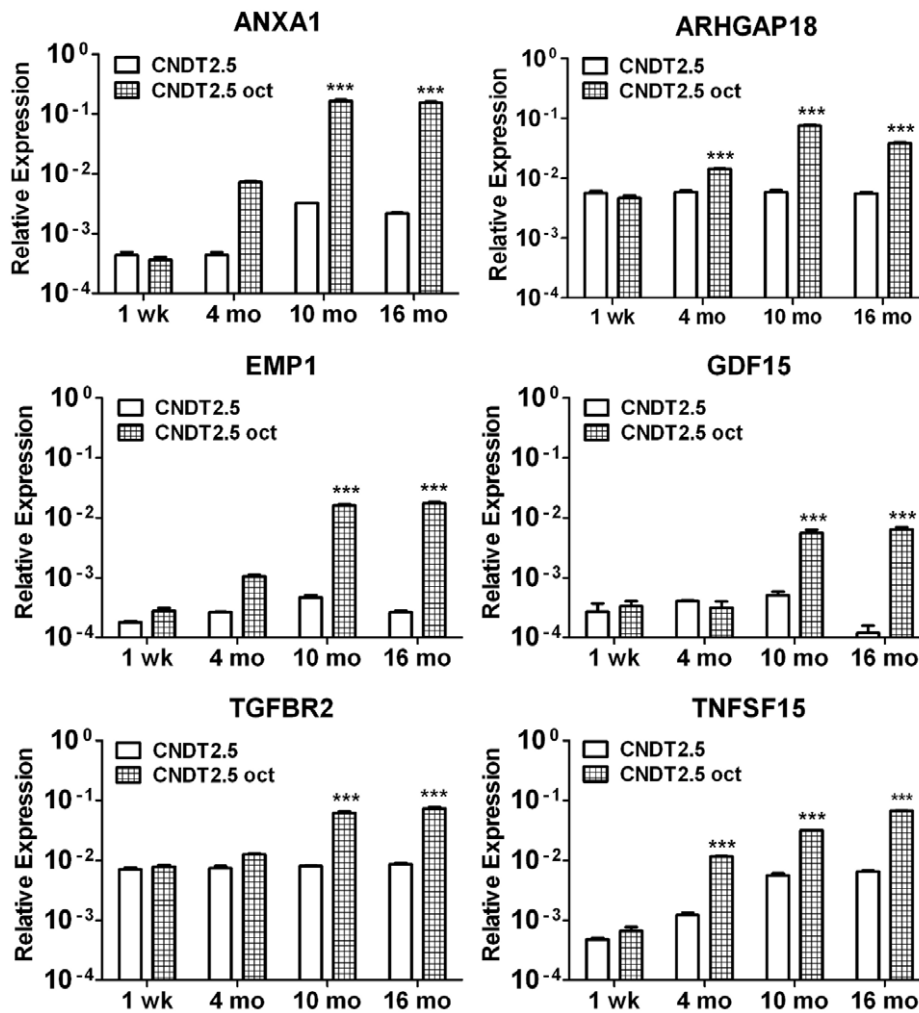 ANXA1
10⁰
10⁻¹
10⁻²
10⁻³
10⁻⁴
Relative Expression
CNDT2.5
CNDT2.5 oct
***
***
1 wk 4 mo 10 mo 16 mo
ARHGAP18
10⁰
10⁻¹
10⁻²
10⁻³
10⁻⁴
Relative Expression
CNDT2.5
CNDT2.5 oct
***
***
***
1 wk 4 mo 10 mo 16 mo
EMP1
10⁰
10⁻¹
10⁻²
10⁻³
10⁻⁴
Relative Expression
CNDT2.5
CNDT2.5 oct
***
***
1 wk 4 mo 10 mo 16 mo
GDF15
10⁰
10⁻¹
10⁻²
10⁻³
10⁻⁴
Relative Expression
CNDT2.5
CNDT2.5 oct
***
***
1 wk 4 mo 10 mo 16 mo
TGFBR2
10⁰
10⁻¹
10⁻²
10⁻³
10⁻⁴
Relative Expression
CNDT2.5
CNDT2.5 oct
***
***
1 wk 4 mo 10 mo 16 mo
TNFSF15
10⁰
10⁻¹
10⁻²
10⁻³
10⁻⁴
Relative Expression
CNDT2.5
CNDT2.5 oct
***
***
***
1 wk 4 mo 10 mo 16 mo